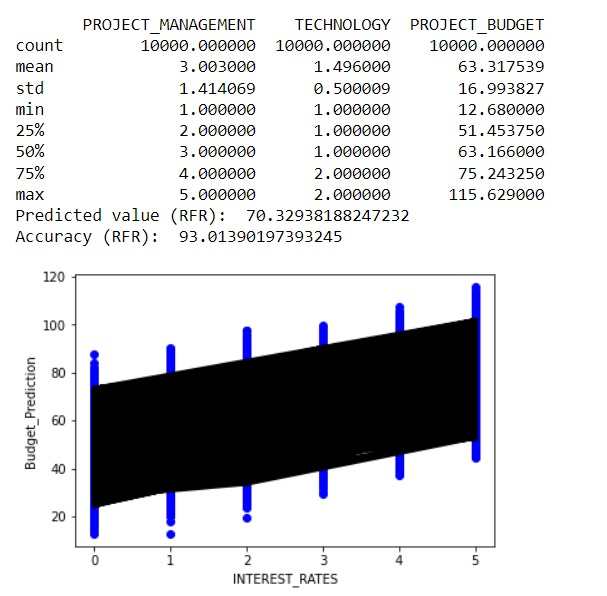 PROJECT_MANAGEMENT TECHNOLOGY PROJECT_BUDGET
count 10000.000000 10000.000000 10000.000000
mean 3.003000 1.496000 63.317539
std 1.414069 0.500009 16.993827
min 1.000000 1.000000 12.680000
25% 2.000000 1.000000 51.453750
50% 3.000000 1.000000 63.166000
75% 4.000000 2.000000 75.243250
max 5.000000 2.000000 115.629000
Predicted value (RFR): 70.32938188247232
Accuracy (RFR): 93.01390197393245
120
100
80
60
40
20
Budget_Prediction
0 1 2 3 4 5
INTEREST_RATES